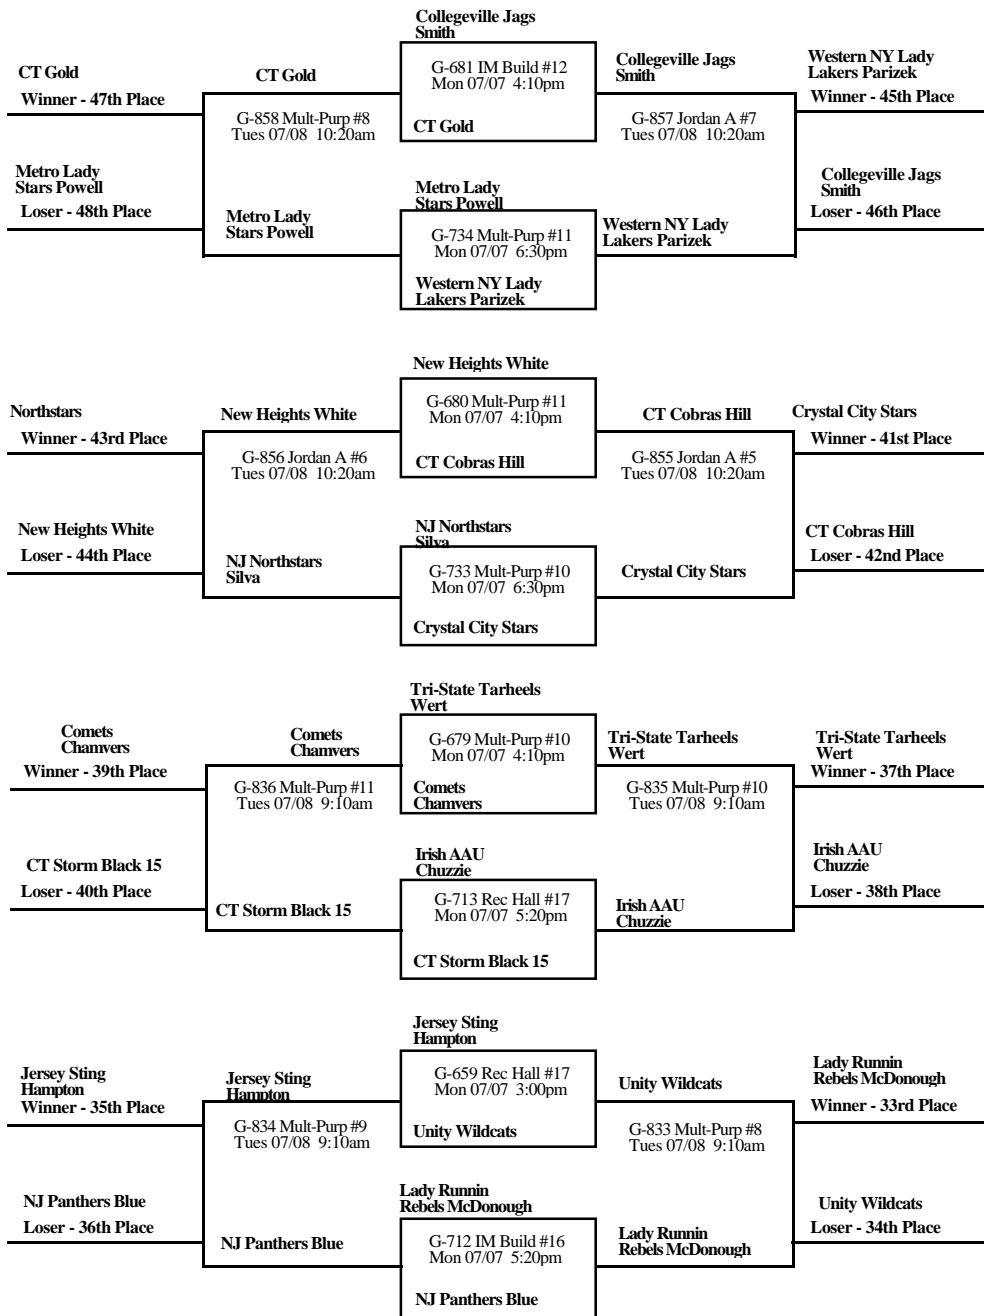 Collegeville Jags
Smith
CT Gold
Winner - 47th Place
CT Gold
G-681 IM Build #12
Mon 07/07 4:10pm
CT Gold
Collegeville Jags
Smith
Western NY Lady
Lakers Parizek
Winner - 45th Place
G-858 Mult-Purp #8
Tues 07/08 10:20am
G-857 Jordan A #7
Tues 07/08 10:20am
Metro Lady
Stars Powell
Loser - 48th Place
Metro Lady
Stars Powell
Metro Lady
Stars Powell
G-734 Mult-Purp #11
Mon 07/07 6:30pm
Western NY Lady
Lakers Parizek
Western NY Lady
Lakers Parizek
Collegeville Jags
Smith
Loser - 46th Place
New Heights White
Northstars
Winner - 43rd Place
New Heights White
G-680 Mult-Purp #11
Mon 07/07 4:10pm
CT Cobras Hill
CT Cobras Hill
Crystal City Stars
Winner - 41st Place
G-856 Jordan A #6
Tues 07/08 10:20am
G-855 Jordan A #5
Tues 07/08 10:20am
New Heights White
Loser - 44th Place
NJ Northstars
Silva
NJ Northstars
Silva
G-733 Mult-Purp #10
Mon 07/07 6:30pm
Crystal City Stars
Crystal City Stars
CT Cobras Hill
Loser - 42nd Place
Tri-State Tarheels
Wert
Comets
Chamvers
Winner - 39th Place
Comets
Chamvers
G-679 Mult-Purp #10
Mon 07/07 4:10pm
Comets
Chamvers
Tri-State Tarheels
Wert
Tri-State Tarheels
Wert
Winner - 37th Place
G-836 Mult-Purp #11
Tues 07/08 9:10am
G-835 Mult-Purp #10
Tues 07/08 9:10am
CT Storm Black 15
Loser - 40th Place
CT Storm Black 15
Irish AAU
Chuzzie
G-713 Rec Hall #17
Mon 07/07 5:20pm
CT Storm Black 15
Irish AAU
Chuzzie
Irish AAU
Chuzzie
Loser - 38th Place
Jersey Sting
Hampton
Jersey Sting
Hampton
Winner - 35th Place
Jersey Sting
Hampton
G-659 Rec Hall #17
Mon 07/07 3:00pm
Unity Wildcats
Unity Wildcats
Lady Runnin
Rebels McDonough
Winner - 33rd Place
G-834 Mult-Purp #9
Tues 07/08 9:10am
G-833 Mult-Purp #8
Tues 07/08 9:10am
NJ Panthers Blue
Loser - 36th Place
NJ Panthers Blue
Lady Runnin
Rebels McDonough
G-712 IM Build #16
Mon 07/07 5:20pm
NJ Panthers Blue
Lady Runnin
Rebels McDonough
Unity Wildcats
Loser - 34th Place